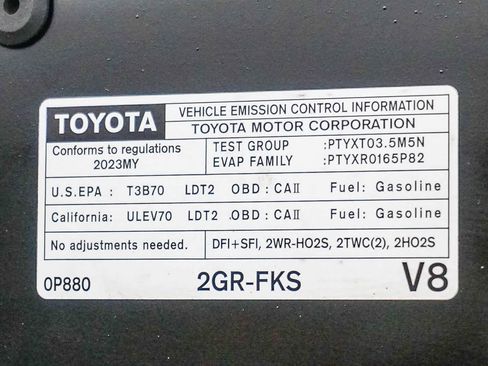 TOYOTA
VEHICLE EMISSION CONTROL INFORMATION
TOYOTA MOTOR CORPORATION
Conforms to regulations
2023MY
TEST GROUP :PTYXT03.5M5N
EVAP FAMILY :PTYXR0165P82
U.S.EPA : T3B70 LDT2 OBD : CAII Fuel: Gasoline
California: ULEV70 LDT2 .OBD : CAII Fuel: Gasoline
No adjustments needed.
DFI+SFI, 2WR-HO2S, 2TWC(2), 2HO2S
0P880
2GR-FKS
V8